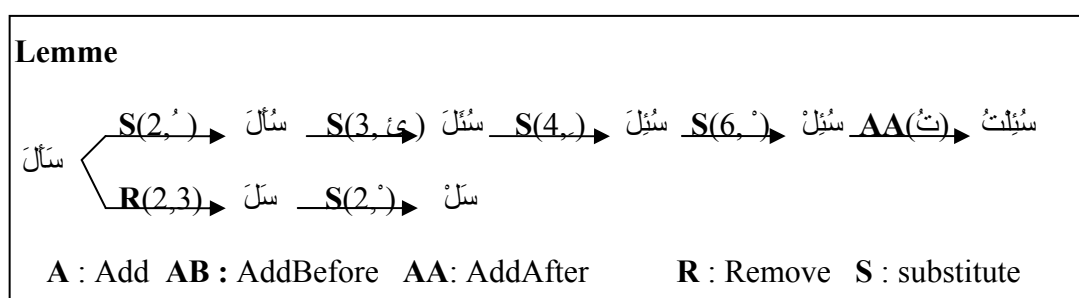 Lemme
S(2,ُ ) سُأَلَ S(3, ئ) سُئَلَ S(4,ِ) سُئِلَ S(6, ْ) سُئِلْ AA(تُ) سُئِلْتُ
سَأَلَ
R(2,3) سَلَ S(2,ْ) سَلْ
A : Add AB : AddBefore AA: AddAfter R : Remove S : substitute